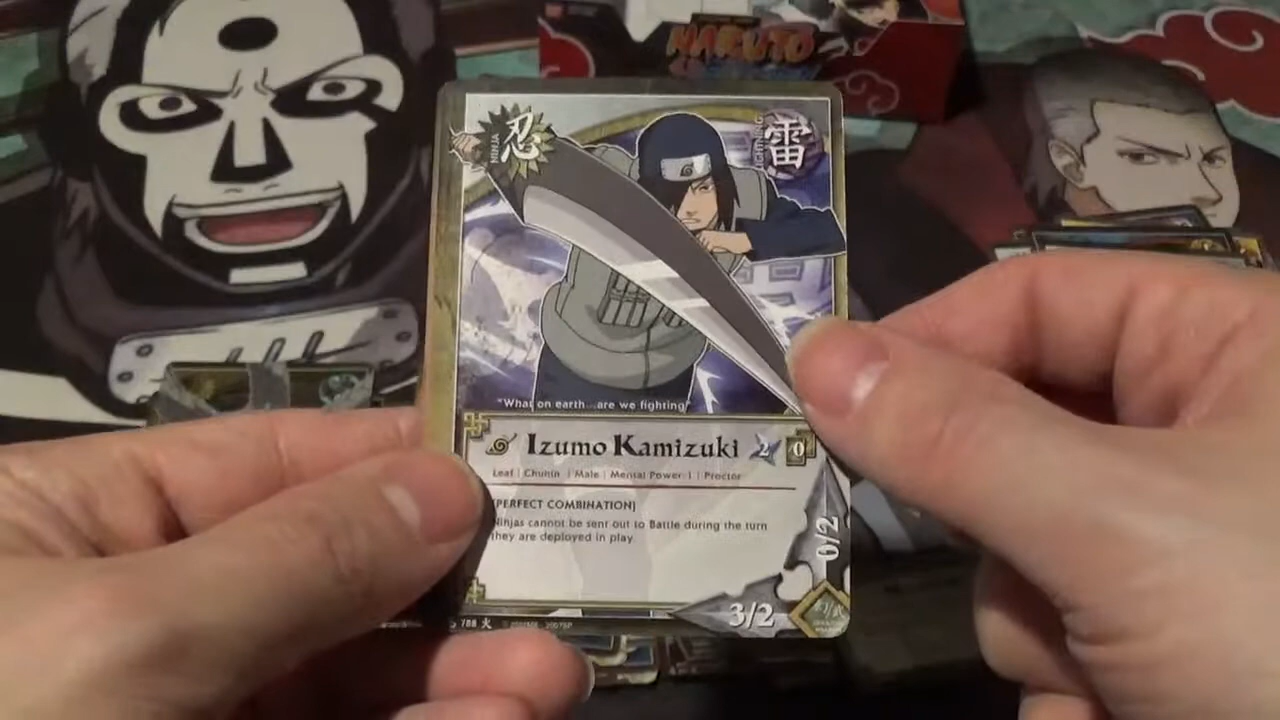 NARUTO
忍
NINJA
雷
LIGHTNING
"What on earth...are we fighting"
Izumo Kamizuki 2 0
Leaf | Chunin | Male | Mental Power: 1 | Proctor
[PERFECT COMBINATION]
Ninjas cannot be sent out to Battle during the turn
they are deployed in play
0/2
3/2
788 火